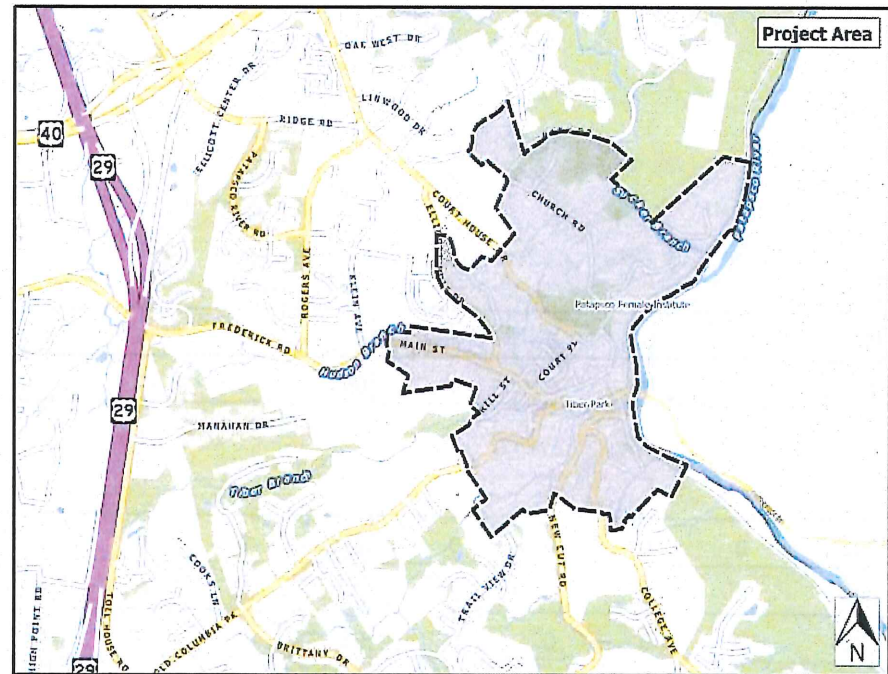 Project Area
OAK WEST DR
ELLICOTT CENTER DR
LINWOOD DR
40
RIDGE RD
29
PATAPSCO RIVER RD
CHURCH RD
COURT HOUSE DR
ROGERS AVE
KLEIN AVE
Patapsco Female Institute
FREDERICK RD
Hudson Branch
MAIN ST
COURT PL
HILL ST
Tiber Park
29
MANAHAN DR
Tiber Branch
NEW CUT RD
COOKS LN
TRAIL VIEW DR
COLLEGE AVE
HIGH POINT RD
TOLL HOUSE RD
OLD COLUMBIA PK
BRITTANY DR
29
N